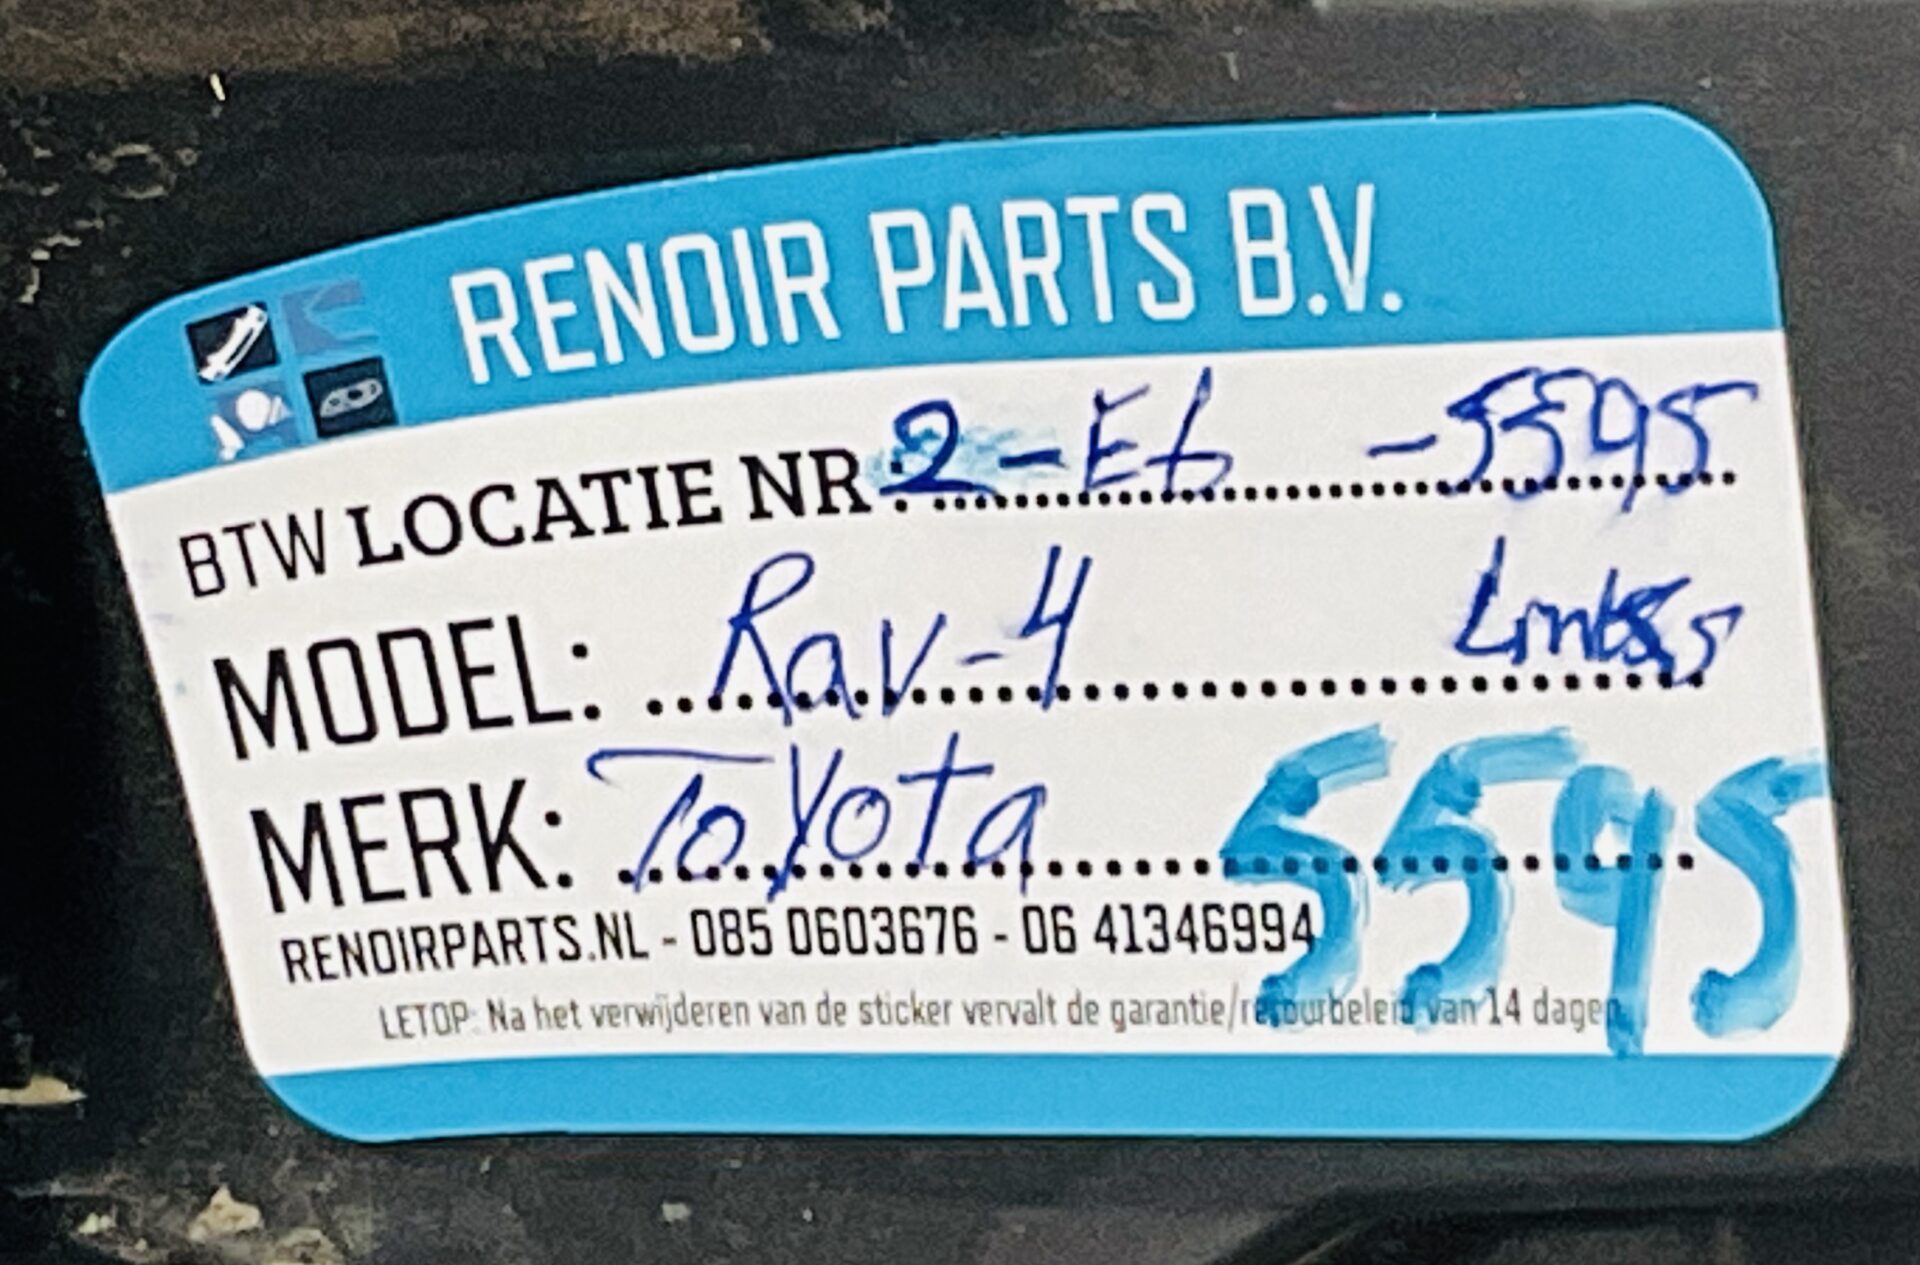 RENOIR PARTS B.V.
BTW LOCATIE NR: 2-E6 -5595
MODEL: Rav-4
MERK: Toyota 5595
RENOIRPARTS.NL - 085 0603676 - 06 41346994
LETOP: Na het verwijderen van de sticker vervalt de garantie/retourbeleid van 14 dagen